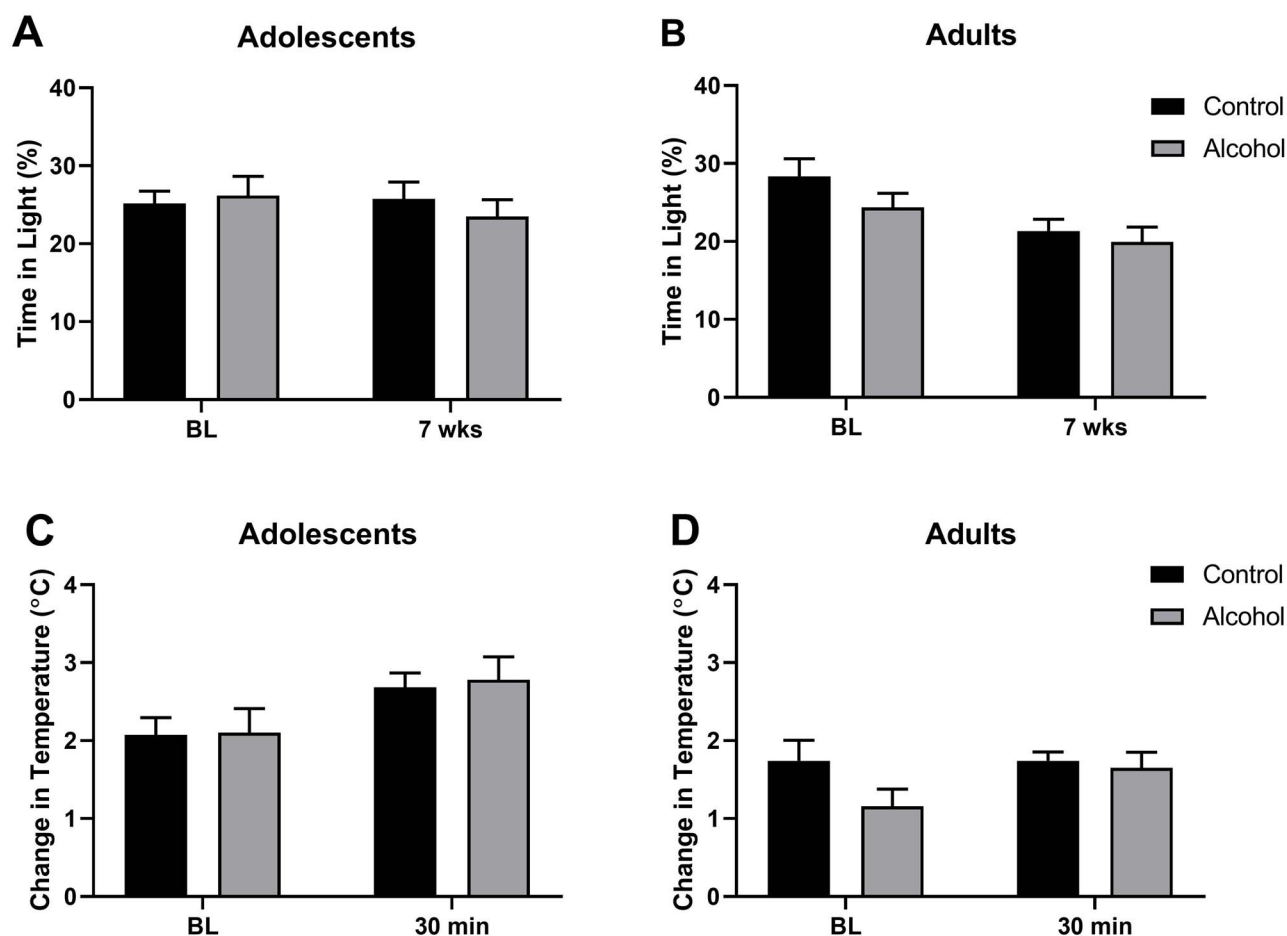 A
Adolescents
Time in Light (%)
40
30
20
10
0
BL
7 wks
B
Adults
Time in Light (%)
40
30
20
10
0
BL
7 wks
Control
Alcohol
C
Adolescents
Change in Temperature (°C)
4
3
2
1
0
BL
30 min
D
Adults
Change in Temperature (°C)
4
3
2
1
0
BL
30 min
Control
Alcohol